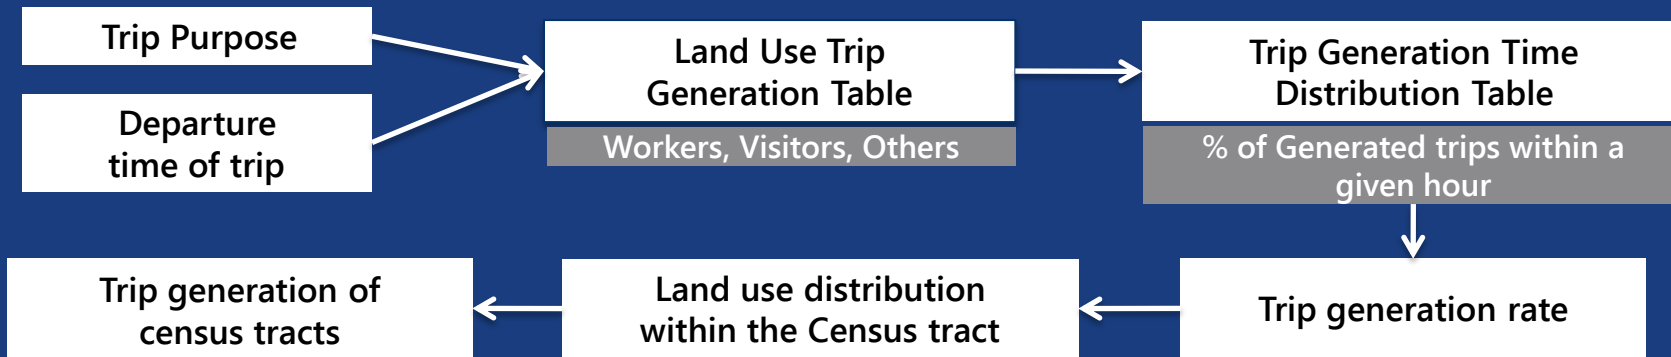 Trip Purpose
Departure
time of trip
Land Use Trip
Generation Table
Workers, Visitors, Others
Trip Generation Time
Distribution Table
% of Generated trips within a
given hour
Trip generation rate
Land use distribution
within the Census tract
Trip generation of
census tracts